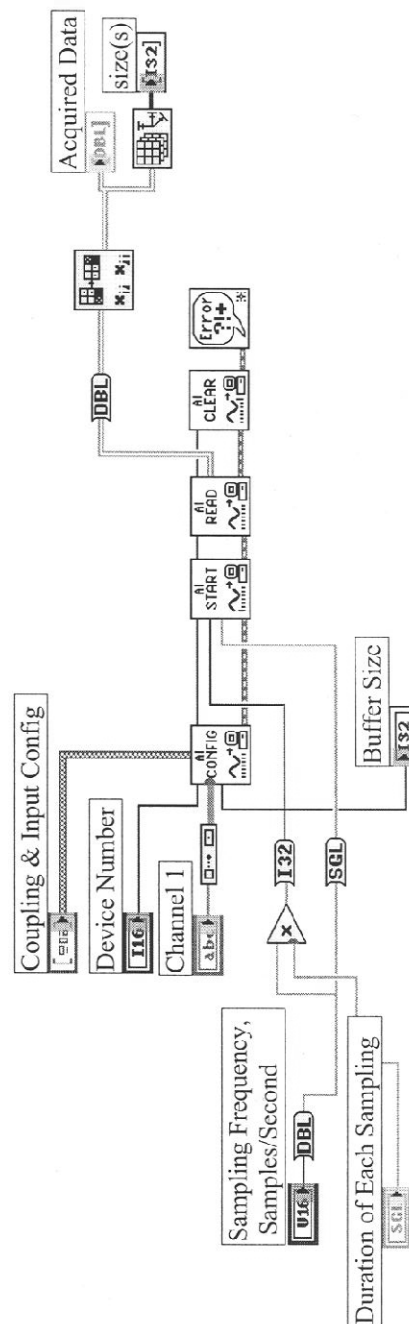 Coupling & Input Config
Device Number
I16
Channel 1
abc
Sampling Frequency,
Samples/Second
U16
DBL
Duration of Each Sampling
SGL
I32
SGL
Buffer Size
I32
AI
CONFIG
AI
START
AI
READ
AI
CLEAR
Error
?!+
DBL
Acquired Data
DBL]
size(s)
I32]